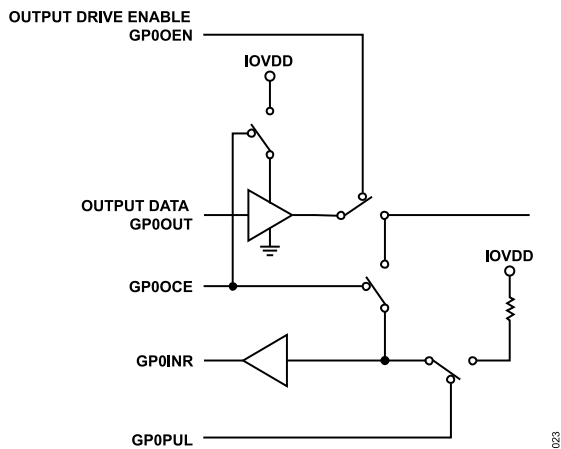 OUTPUT DRIVE ENABLE
GP0OEN
IOVDD
OUTPUT DATA
GP0OUT
GP0OCE
IOVDD
GP0INR
GP0PUL
023